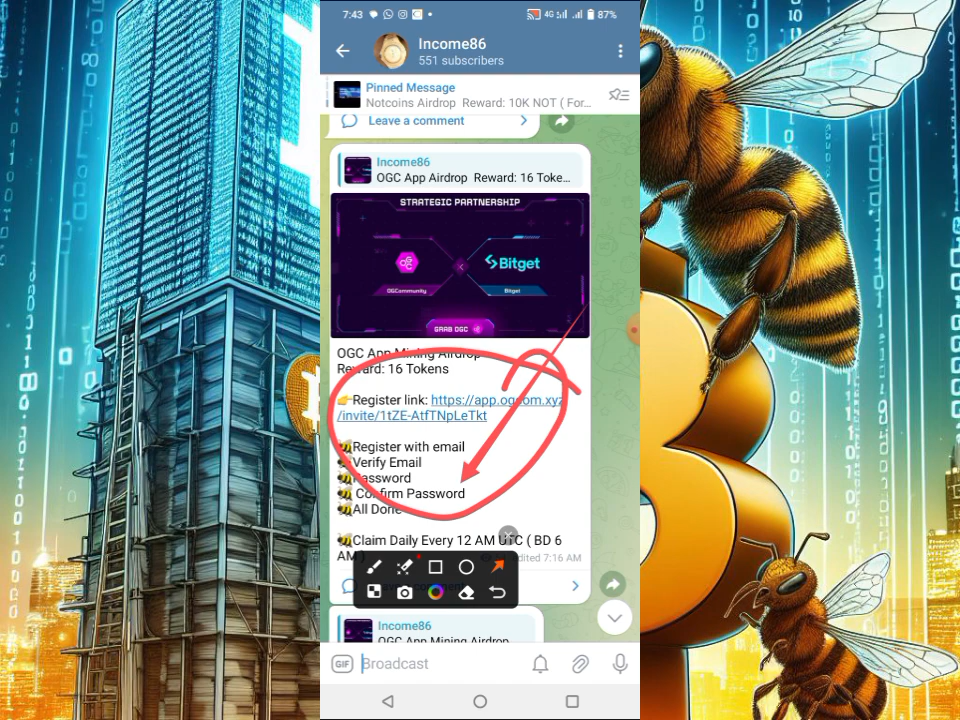 7:43
4G
87%
Income86
551 subscribers
Pinned Message
Notcoins Airdrop Reward: 10K NOT ( For...
Leave a comment
Income86
OGC App Airdrop Reward: 16 Toke...
STRATEGIC PARTNERSHIP
OGCommunity
Bitget
Bitget
GRAB OGC
OGC App Mining Airdrop
Reward: 16 Tokens
👉Register link: https://app.ogcom.xyz
/invite/1tZE-AtfTNpLeTkt
🐝Register with email
🐝Verify Email
🐝Password
🐝 Confirm Password
🐝All Done
🐝Claim Daily Every 12 AM UTC ( BD 6
AM )
edited 7:16 AM
Income86
OGC App Mining Airdrop
GIF
Broadcast